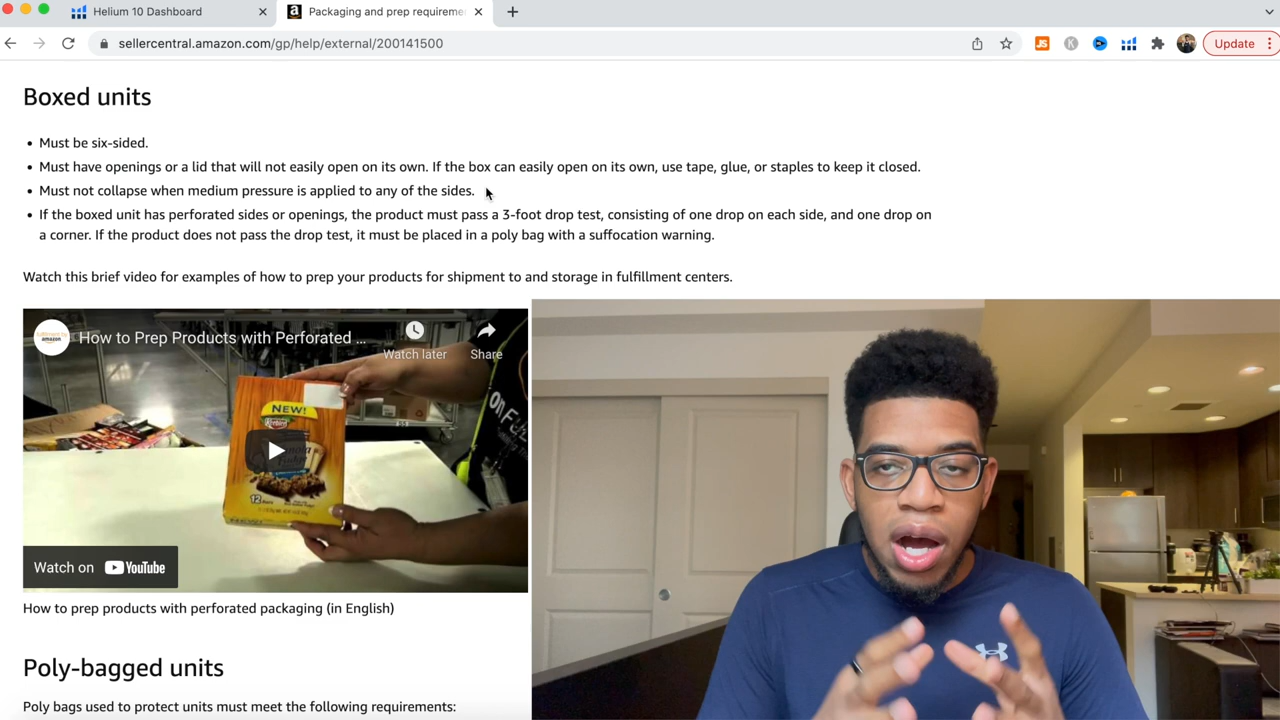 Helium 10 Dashboard
Packaging and prep requireme
sellercentral.amazon.com/gp/help/external/200141500
JS
K
Update
Boxed units
• Must be six-sided.
• Must have openings or a lid that will not easily open on its own. If the box can easily open on its own, use tape, glue, or staples to keep it closed.
• Must not collapse when medium pressure is applied to any of the sides.
• If the boxed unit has perforated sides or openings, the product must pass a 3-foot drop test, consisting of one drop on each side, and one drop on
a corner. If the product does not pass the drop test, it must be placed in a poly bag with a suffocation warning.
Watch this brief video for examples of how to prep your products for shipment to and storage in fulfillment centers.
How to Prep Products with Perforated ...
Watch later
Share
NEW!
12
Watch on YouTube
How to prep products with perforated packaging (in English)
Poly-bagged units
Poly bags used to protect units must meet the following requirements: